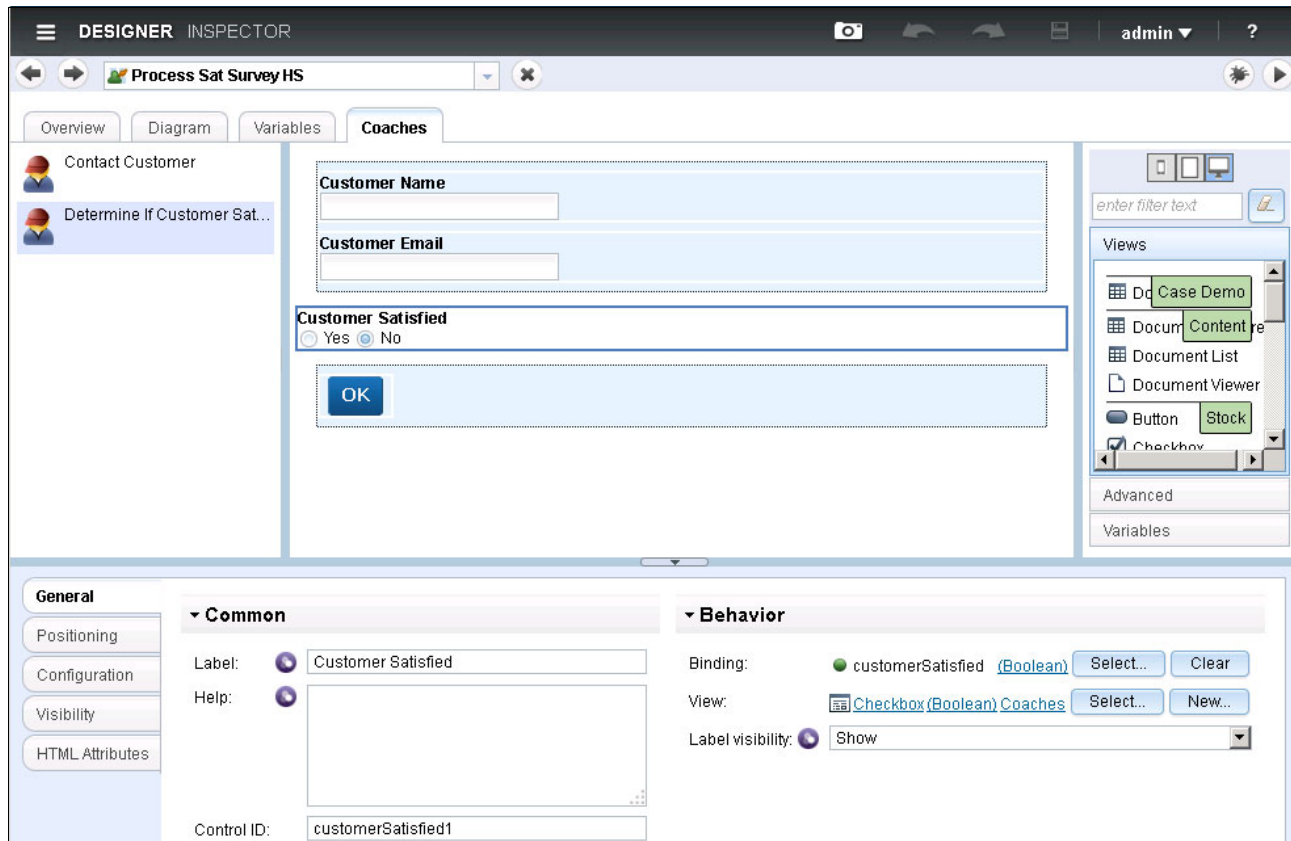 DESIGNER INSPECTOR
admin
?
Process Sat Survey HS
Overview
Diagram
Variables
Coaches
Contact Customer
Determine If Customer Sat...
Customer Name
Customer Email
Customer Satisfied
Yes No
OK
enter filter text
Views
Case Demo
Content
Document List
Document Viewer
Button Stock
Checkbox
Advanced
Variables
General
Positioning
Configuration
Visibility
HTML Attributes
Common
Label: Customer Satisfied
Help:
Control ID: customerSatisfied1
Behavior
Binding: customerSatisfied (Boolean) Select... Clear
View: Checkbox (Boolean) Coaches Select... New...
Label visibility: Show